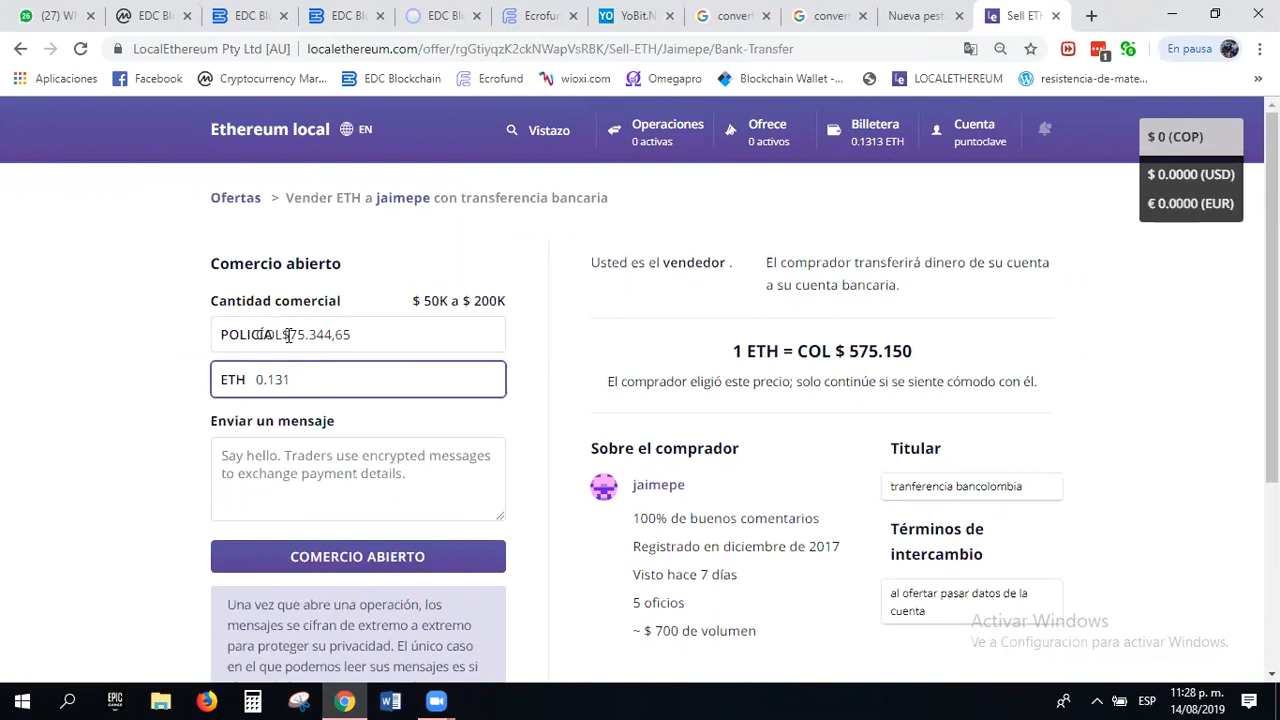 (27) W
EDC Bl
EDC Bl
EDC Bl
EDC Bl
Ecrofur
YoBit.N
conver
conver
Nueva pes
Sell ETH
LocalEthereum Pty Ltd [AU]
localethereum.com/offer/rgGtiyqzK2ckNWapVsRBK/Sell-ETH/Jaimepe/Bank-Transfer
En pausa
1
Aplicaciones
Facebook
Cryptocurrency Mar...
EDC Blockchain
Ecrofund
wioxi.com
Omegapro
Blockchain Wallet -...
LOCALETHEREUM
resistencia-de-mate...
»
Ethereum local
EN
Vistazo
Operaciones
0 activas
Ofrece
0 activos
Billetera
0.1313 ETH
Cuenta
puntoclave
$ 0 (COP)
$ 0.0000 (USD)
€ 0.0000 (EUR)
Ofertas > Vender ETH a jaimepe con transferencia bancaria
Comercio abierto
Cantidad comercial
$ 50K a $ 200K
POLICÍA COL$75.344,65
ETH 0.131
Enviar un mensaje
Say hello. Traders use encrypted messages
to exchange payment details.
COMERCIO ABIERTO
Una vez que abre una operación, los
mensajes se cifran de extremo a extremo
para proteger su privacidad. El único caso
en el que podemos leer sus mensajes es si
Usted es el vendedor .
El comprador transferirá dinero de su cuenta
a su cuenta bancaria.
1 ETH = COL $ 575.150
El comprador eligió este precio; solo continúe si se siente cómodo con él.
Sobre el comprador
jaimepe
100% de buenos comentarios
Registrado en diciembre de 2017
Visto hace 7 días
5 oficios
~ $ 700 de volumen
Titular
tranferencia bancolombia
Términos de
intercambio
al ofertar pasar datos de la
cuenta
Activar Windows
Ve a Configuración para activar Windows.
EPIC
GAMES
ESP
11:28 p. m.
14/08/2019